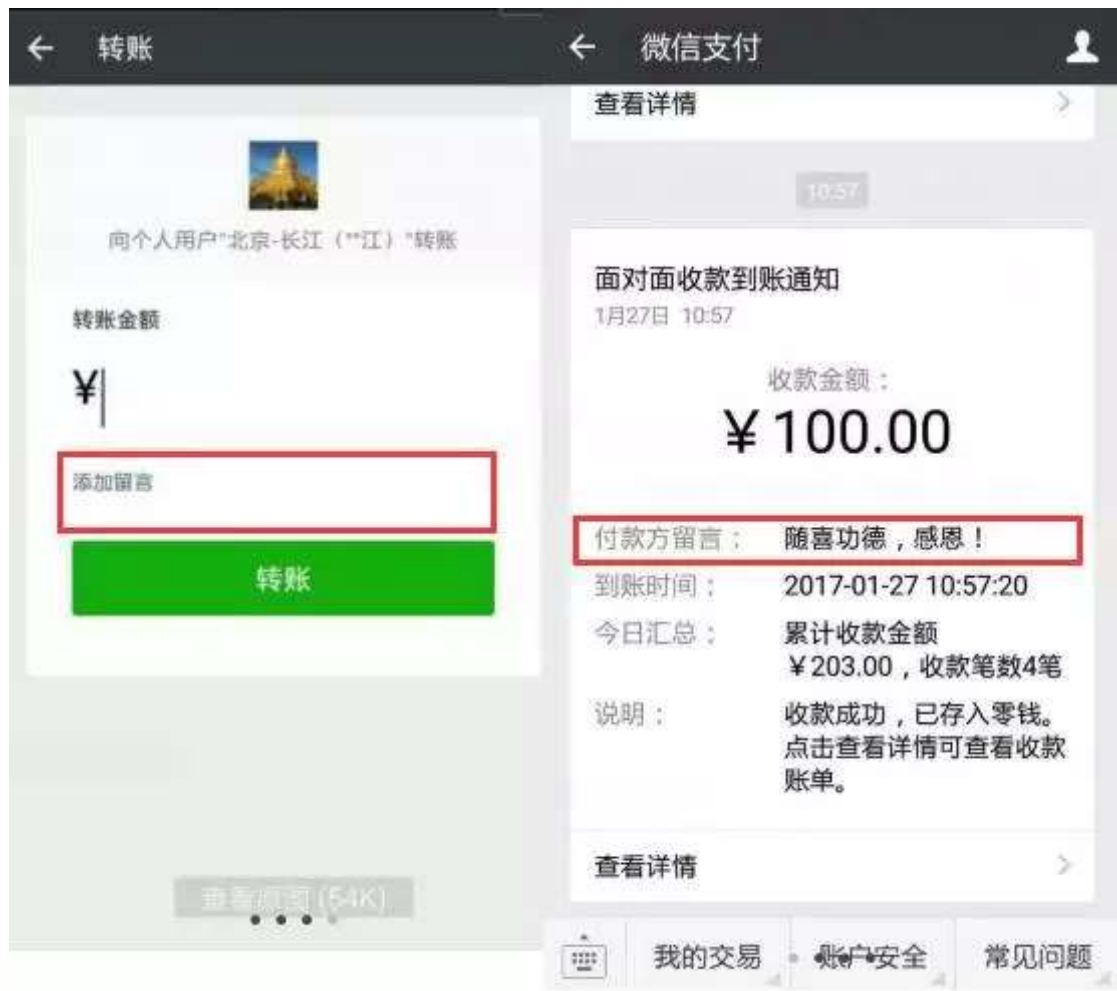 转账
向个人用户"北京-长江（**江）"转账
转账金额
¥
添加留言
转账
查看原图 (54K)
微信支付
查看详情
10:57
面对面收款到账通知
1月27日 10:57
收款金额：
¥100.00
付款方留言： 随喜功德，感恩！
到账时间： 2017-01-27 10:57:20
今日汇总： 累计收款金额
¥203.00，收款笔数4笔
说明： 收款成功，已存入零钱。
点击查看详情可查看收款
账单。
查看详情
我的交易 账户安全 常见问题